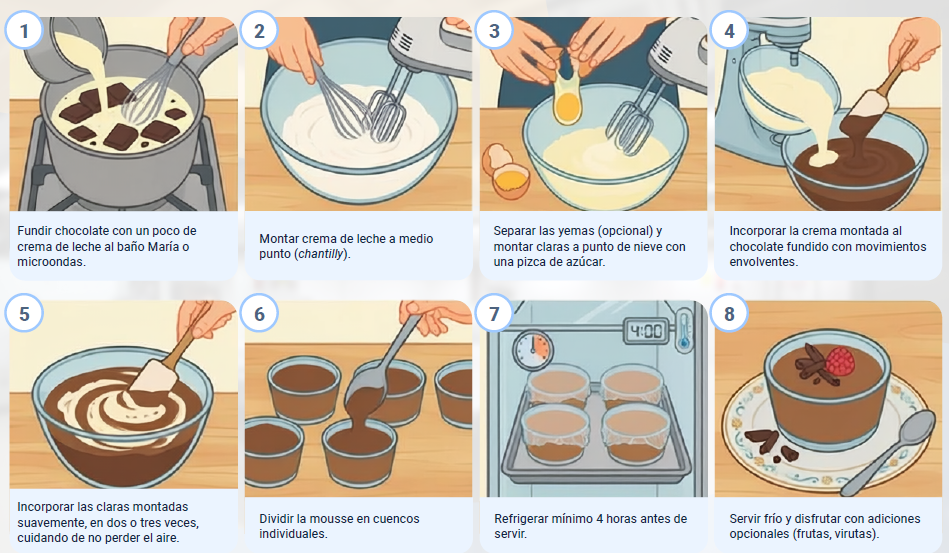 1
Fundir chocolate con un poco de
crema de leche al baño María o
microondas.
2
Montar crema de leche a medio
punto (chantilly).
3
Separar las yemas (opcional) y
montar claras a punto de nieve con
una pizca de azúcar.
4
Incorporar la crema montada al
chocolate fundido con movimientos
envolventes.
5
Incorporar las claras montadas
suavemente, en dos o tres veces,
cuidando de no perder el aire.
6
Dividir la mousse en cuencos
individuales.
7
4:00
Refrigerar mínimo 4 horas antes de
servir.
8
Servir frío y disfrutar con adiciones
opcionales (frutas, virutas).